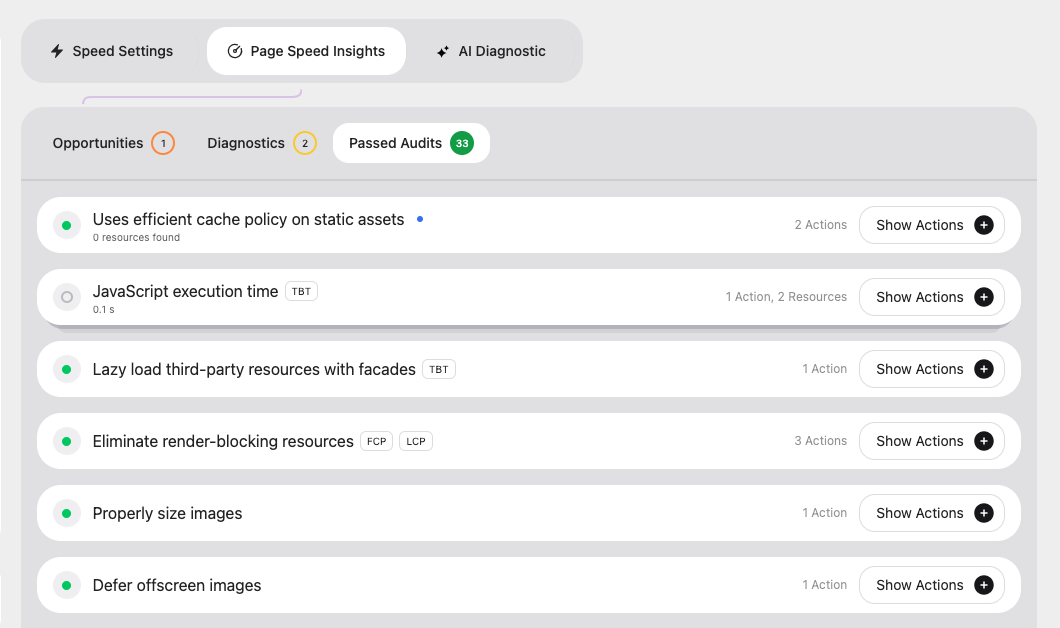 Speed Settings Page Speed Insights AI Diagnostic
Opportunities 1 Diagnostics 2 Passed Audits 33
Uses efficient cache policy on static assets
0 resources found
2 Actions Show Actions
JavaScript execution time TBT
0.1 s
1 Action, 2 Resources Show Actions
Lazy load third-party resources with facades TBT 1 Action Show Actions
Eliminate render-blocking resources FCP LCP 3 Actions Show Actions
Properly size images 1 Action Show Actions
Defer offscreen images 1 Action Show Actions